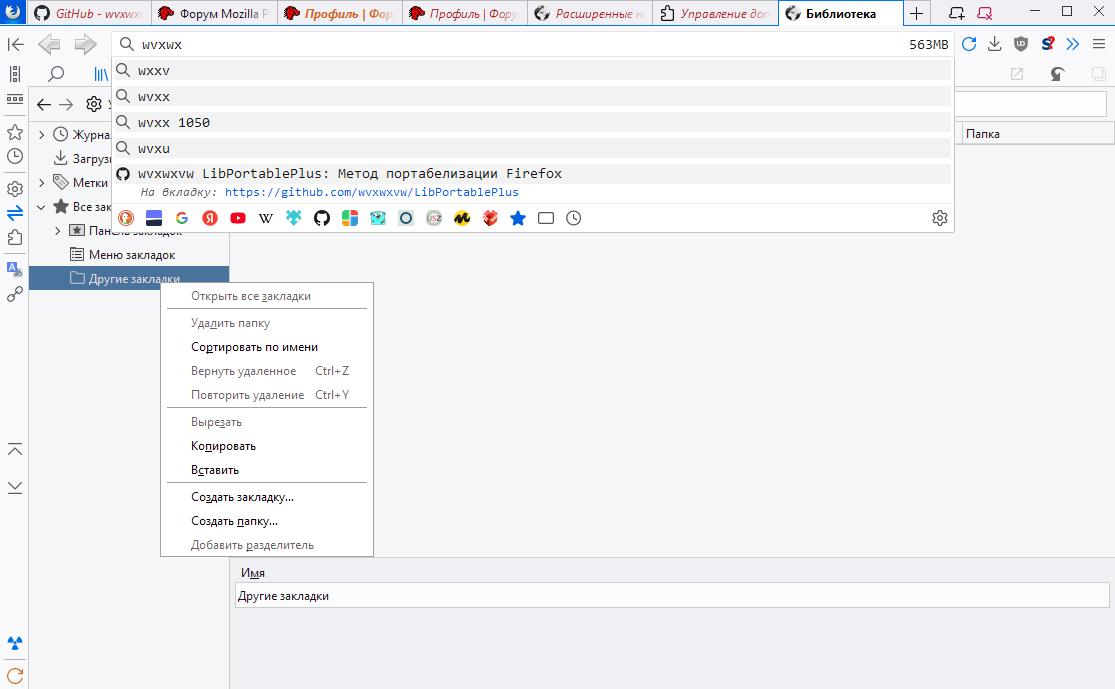 GitHub - wvxwx
Форум Mozilla Р
Профиль | Фор
Профиль | Фору
Расширенные н
Управление доп
Библиотека
wvxwx
563MB
wxxv
wvxx
wvxx 1050
wvxu
wvxwxvw LibPortablePlus: Метод портабелизации Firefox
На вкладку: https://github.com/wvxwxvw/LibPortablePlus
Папка
Журна
Загруз
Метки
Все зак
Панель закладок
Меню закладок
Другие закладки
Открыть все закладки
Удалить папку
Сортировать по имени
Вернуть удаленное Ctrl+Z
Повторить удаление Ctrl+Y
Вырезать
Копировать
Вставить
Создать закладку...
Создать папку...
Добавить разделитель
Имя
Другие закладки